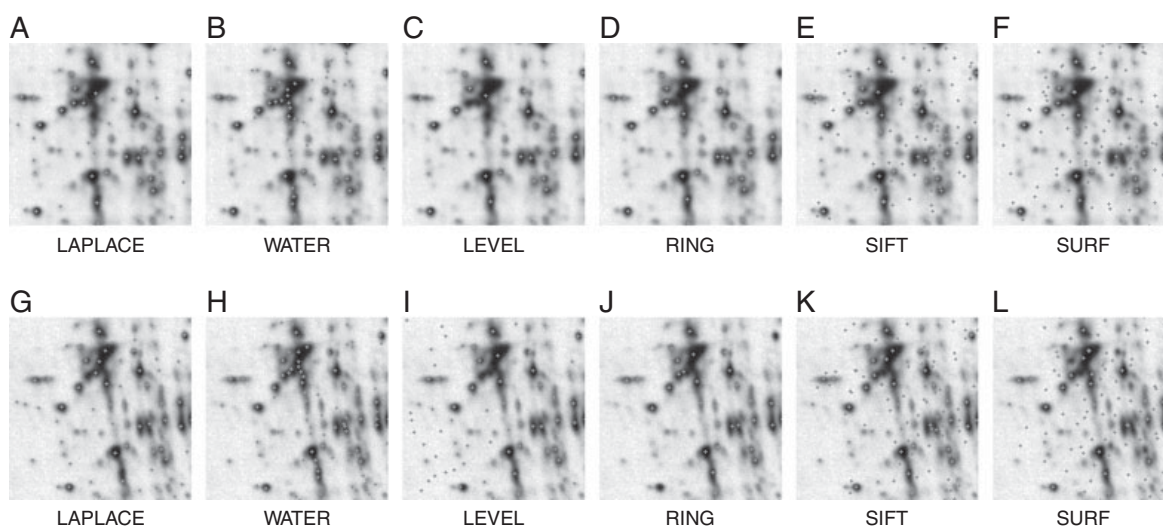 A B C D E F
LAPLACE WATER LEVEL RING SIFT SURF
G H I J K L
LAPLACE WATER LEVEL RING SIFT SURF